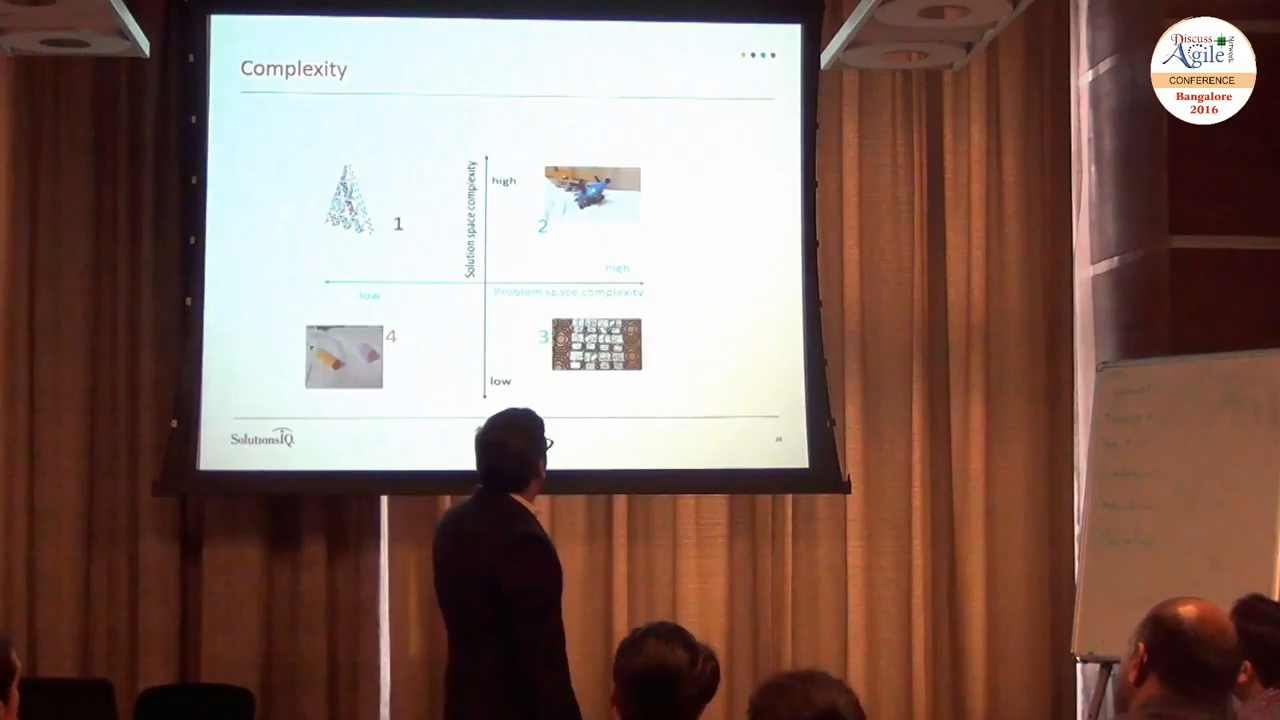 Complexity
Solution space complexity
high
1
2
high
low
Problem space complexity
4
3
low
SolutionsIQ
Discuss
Agile
Network
CONFERENCE
Bangalore
2016